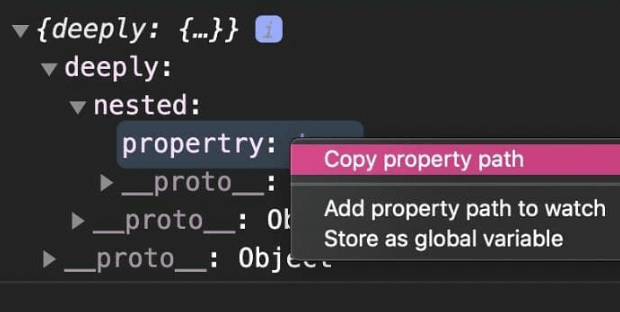 ▼{deeply: {…}} i
▼deeply:
▼nested:
propertry:
▶__proto__:
▶__proto__: Ob
▶__proto__: Object
Copy property path
Add property path to watch
Store as global variable